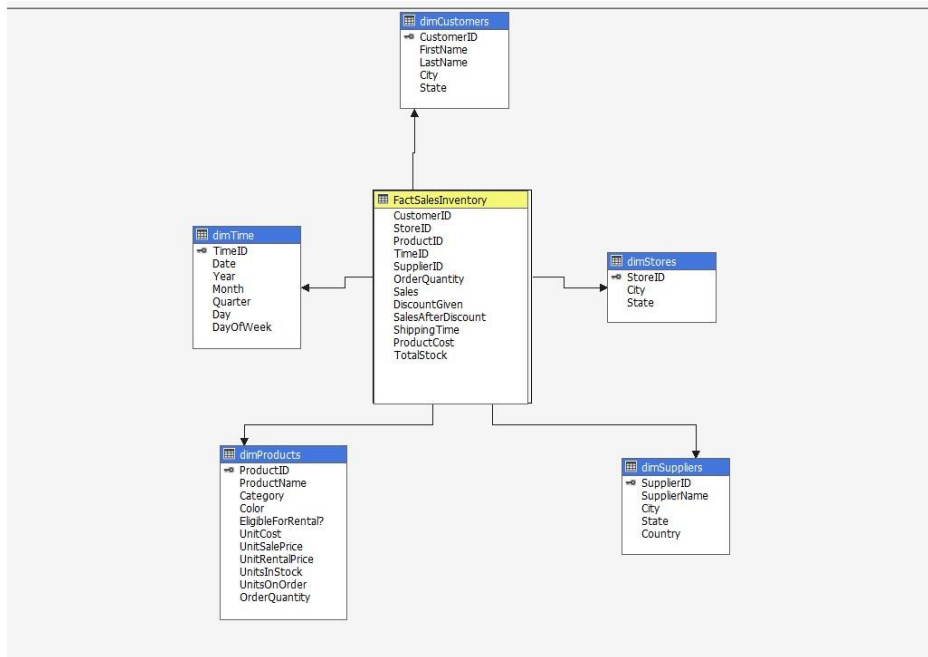 dimCustomers
CustomerID
FirstName
LastName
City
State
FactSalesInventory
CustomerID
StoreID
ProductID
TimeID
SupplierID
OrderQuantity
Sales
DiscountGiven
SalesAfterDiscount
ShippingTime
ProductCost
TotalStock
dimTime
TimeID
Date
Year
Month
Quarter
Day
DayOfWeek
dimStores
StoreID
City
State
dimProducts
ProductID
ProductName
Category
Color
EligibleForRental?
UnitCost
UnitSalePrice
UnitRentalPrice
UnitsInStock
UnitsOnOrder
OrderQuantity
dimSuppliers
SupplierID
SupplierName
City
State
Country